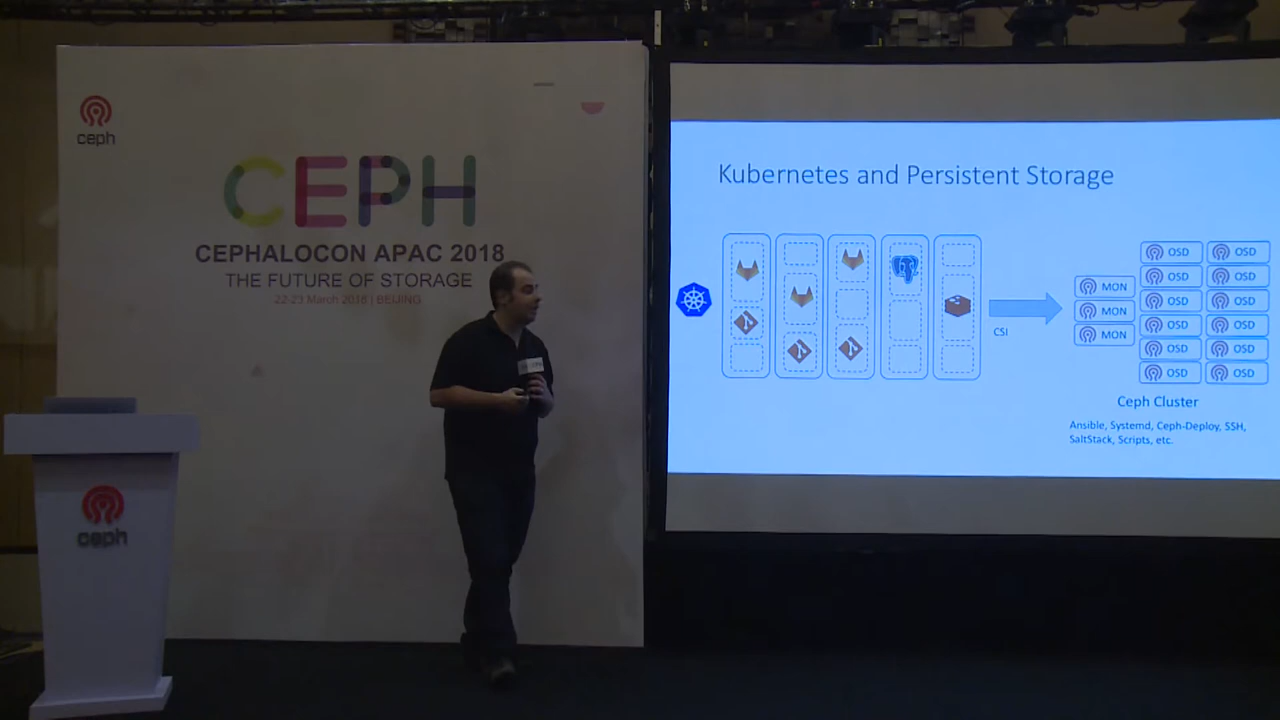 ceph
CEPH
CEPHALOCON APAC 2018
THE FUTURE OF STORAGE
22-23 March 2018 | BEIJING
ceph
Kubernetes and Persistent Storage
CSI
MON
MON
MON
OSD OSD
OSD OSD
OSD OSD
OSD OSD
OSD OSD
OSD OSD
Ceph Cluster
Ansible, Systemd, Ceph-Deploy, SSH,
SaltStack, Scripts, etc.